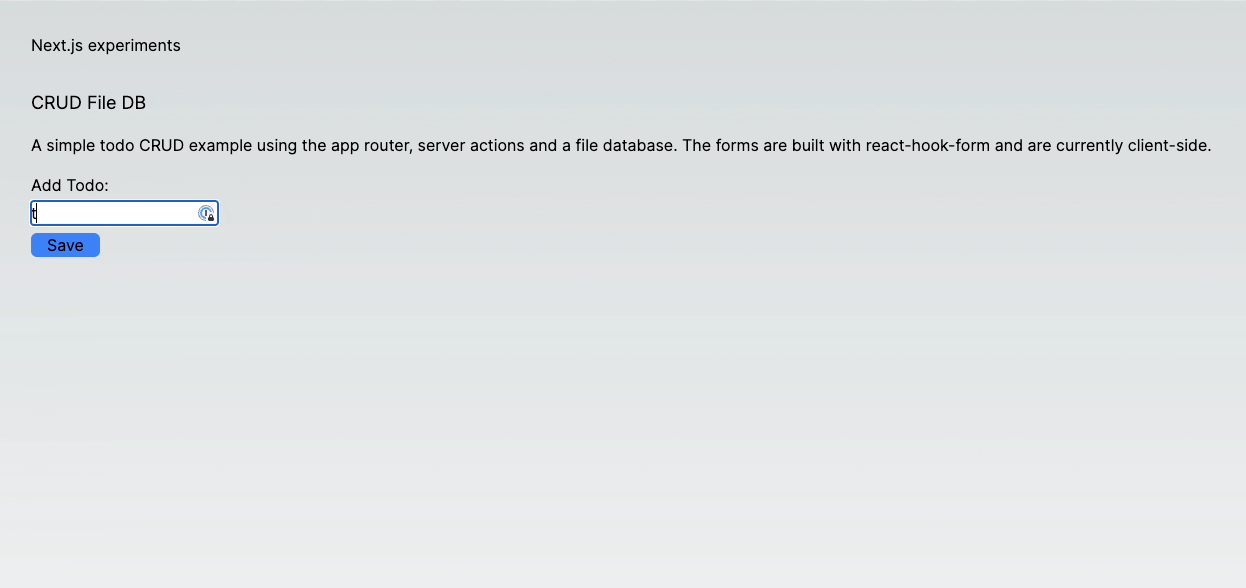 Next.js experiments
CRUD File DB
A simple todo CRUD example using the app router, server actions and a file database. The forms are built with react-hook-form and are currently client-side.
Add Todo:
t
Save